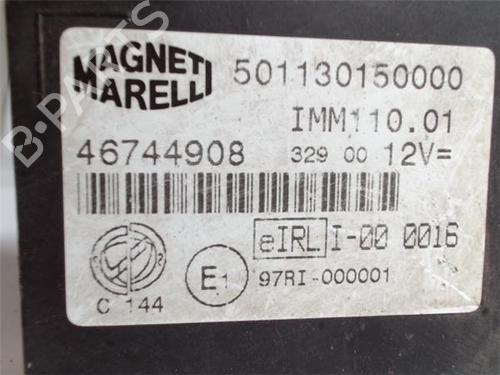 MAGNETI
MARELLI
501130150000
IMM110.01
46744908
329 00 12V=
eIRL I-00 0016
E1
97RI-000001
C 144
B-PARTS